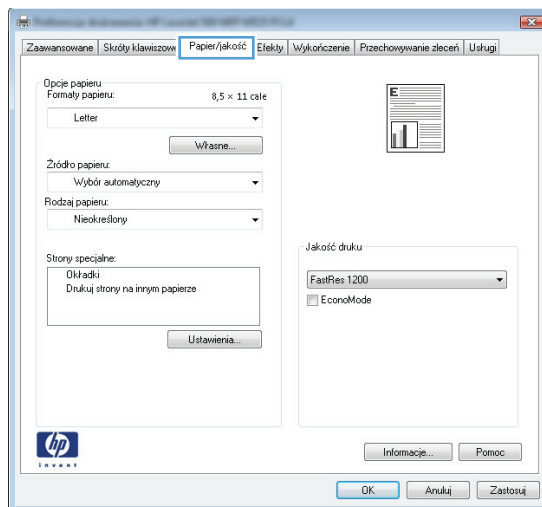 Zaawansowane Skróty klawiszowe Papier/jakość Efekty Wykończenie Przechowywanie zleceń Usługi
Opcje papieru
Formaty papieru: 8,5 × 11 cale
Letter
Własne...
Źródło papieru:
Wybór automatyczny
Rodzaj papieru:
Nieokreślony
Strony specjalne:
Okładki
Drukuj strony na innym papierze
Ustawienia...
E
Jakość druku
FastRes 1200
EconoMode
hp
invent
Informacje... Pomoc
OK Anuluj Zastosuj